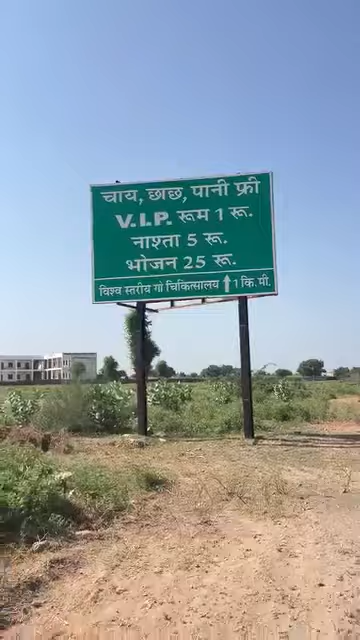 चाय, छाछ, पानी फ्री
V.I.P. रूम 1 रू.
नाश्ता 5 रू.
भोजन 25 रू.
विश्व स्तरीय गो चिकित्सालय ↑ 1 कि.मी.